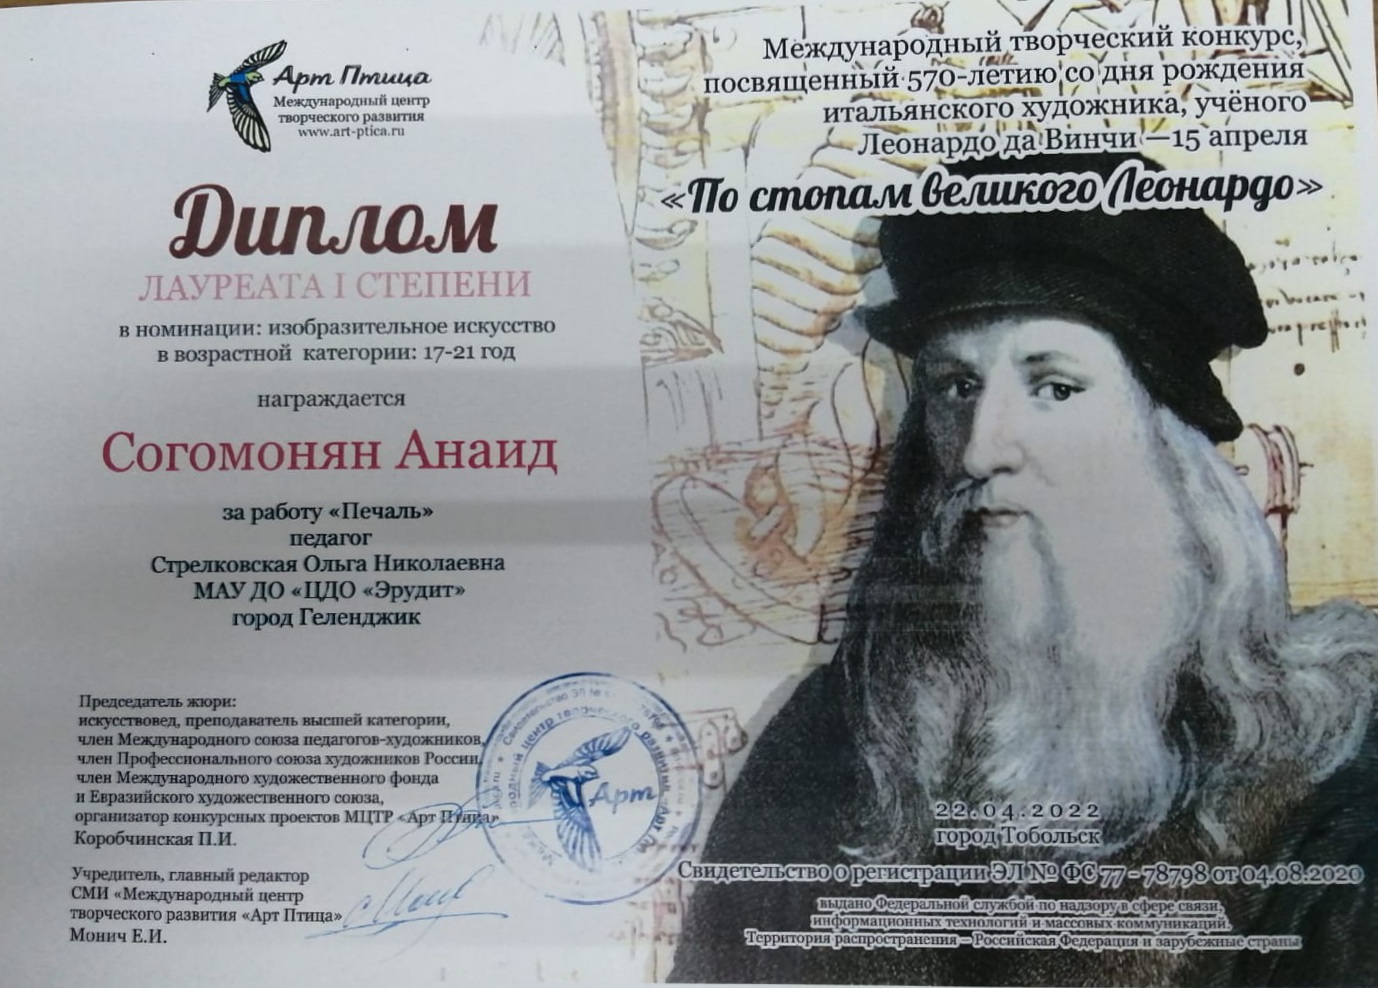 Арт Птица
Международный центр
творческого развития
www.art-ptica.ru
Диплом
ЛАУРЕАТА I СТЕПЕНИ
в номинации: изобразительное искусство
в возрастной категории: 17-21 год
награждается
Согомонян Анаид
за работу «Печаль»
педагог
Стрелковская Ольга Николаевна
МАУ ДО «ЦДО «Эрудит»
город Геленджик
Председатель жюри:
искусствовед, преподаватель высшей категории,
член Международного союза педагогов-художников,
член Профессионального союза художников России,
член Международного художественного фонда
и Евразийского художественного союза,
организатор конкурсных проектов МЦТР «Арт Птица»
Коробчинская П.И.
Учредитель, главный редактор
СМИ «Международный центр
творческого развития «Арт Птица»
Монич Е.И.
Арт
Международный творческий конкурс,
посвященный 570-летию со дня рождения
итальянского художника, учёного
Леонардо да Винчи —15 апреля
«По стопам великого Леонардо»
22.04.2022
город Тобольск
Свидетельство о регистрации ЭЛ № ФС 77 - 78798 от 04.08.2020
выдано Федеральной службой по надзору в сфере связи,
информационных технологий и массовых коммуникаций.
Территория распространения – Российская Федерация и зарубежные страны